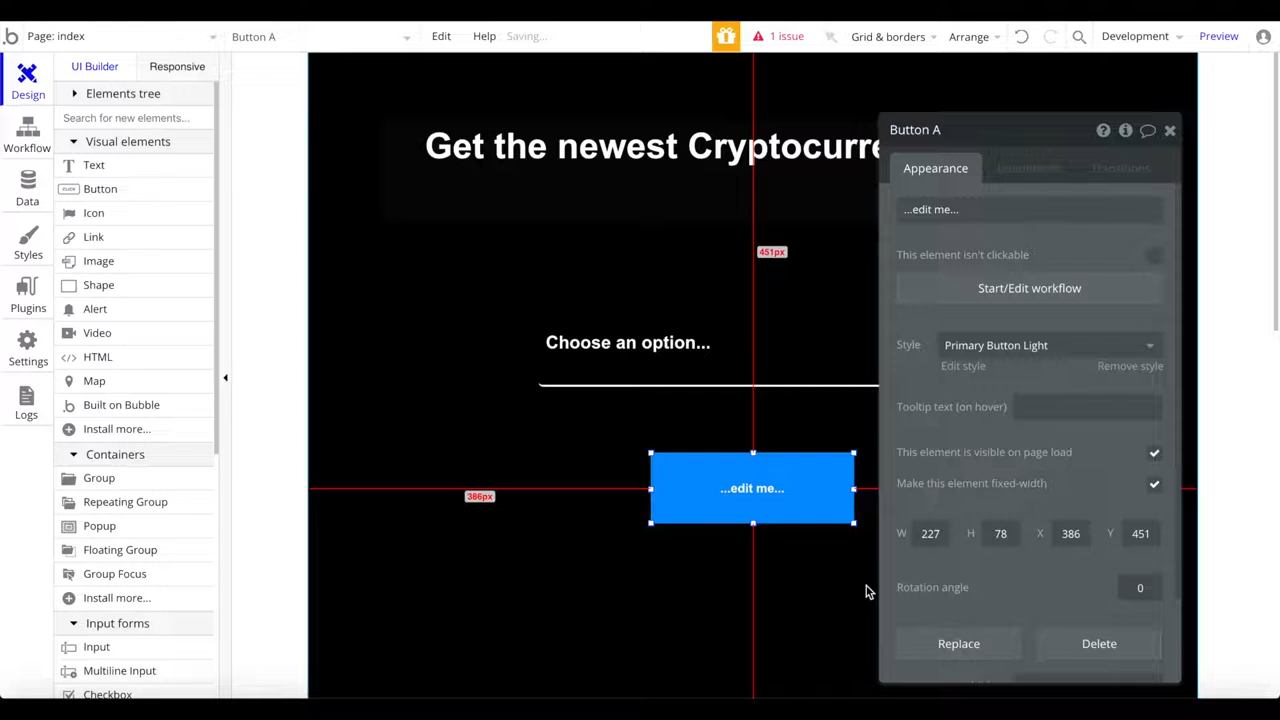 Page: index
Button A
Edit
Help
Saving...
1 issue
Grid & borders
Arrange
Development
Preview
UI Builder
Responsive
Design
Workflow
Data
Styles
Plugins
Settings
Logs
Elements tree
Search for new elements...
Visual elements
Text
CLICK
Button
Icon
Link
Image
Shape
Alert
Video
HTML
Map
Built on Bubble
Install more...
Containers
Group
Repeating Group
Popup
Floating Group
Group Focus
Install more...
Input forms
Input
Multiline Input
Checkbox
Get the newest Cryptocurre
451px
Choose an option...
...edit me...
386px
Button A
Appearance
Transitions
...edit me...
This element isn't clickable
Start/Edit workflow
Style
Primary Button Light
Edit style
Remove style
Tooltip text (on hover)
This element is visible on page load
Make this element fixed-width
W 227 H 78 X 386 Y 451
Rotation angle
0
Replace
Delete